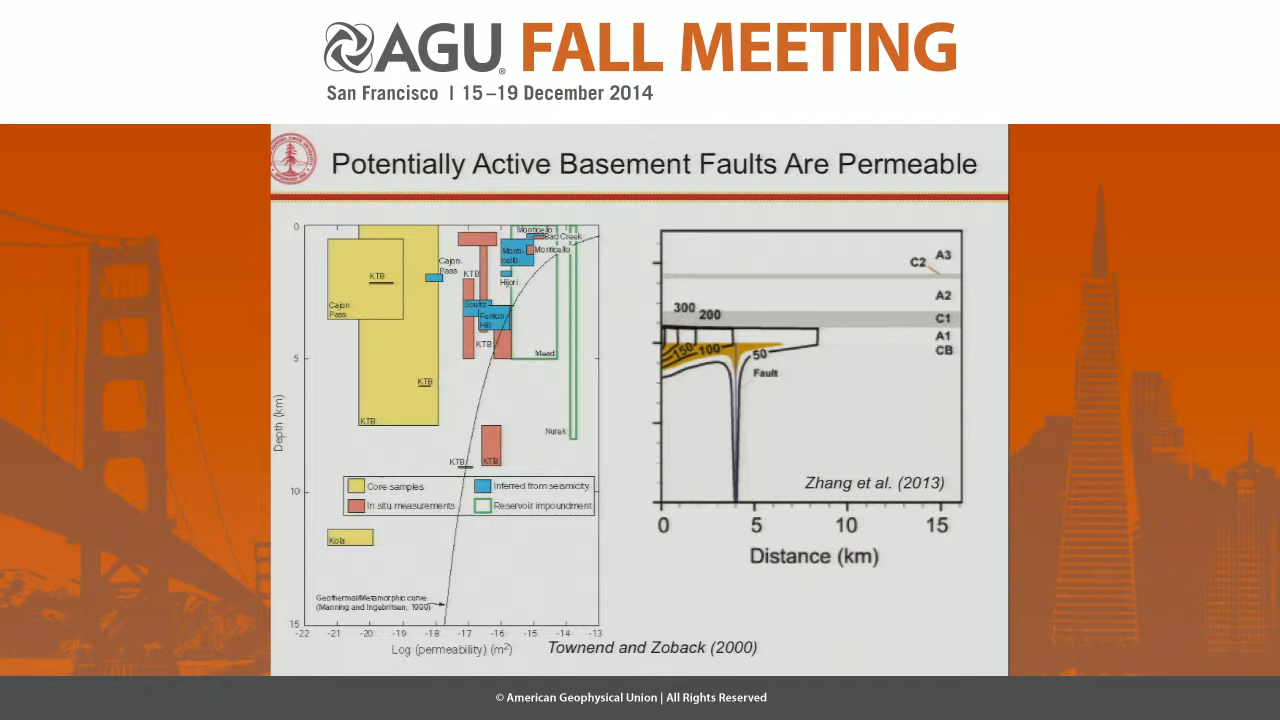 AGU FALL MEETING
San Francisco | 15–19 December 2014
Potentially Active Basement Faults Are Permeable
0
5
10
15
Depth (km)
Monticello
Bad Creek
Monti-
cello
Monticello
Cajon
Pass
KTB
KTB
Hijori
Cajon
Pass
Soultz
Fenton
Hill
KTB
Mead
KTB
KTB
Nurek
KTB
KTB
Core samples
Inferred from seismicity
In situ measurements
Reservoir impoundment
Kola
Geothermal/Metamorphic curve
(Manning and Ingebritsen, 1999)
-22 -21 -20 -19 -18 -17 -16 -15 -14 -13
Log (permeability) (m²)
Townend and Zoback (2000)
A3
C2
A2
300
200
C1
A1
CB
150
100
50
Fault
Zhang et al. (2013)
0 5 10 15
Distance (km)
© American Geophysical Union | All Rights Reserved